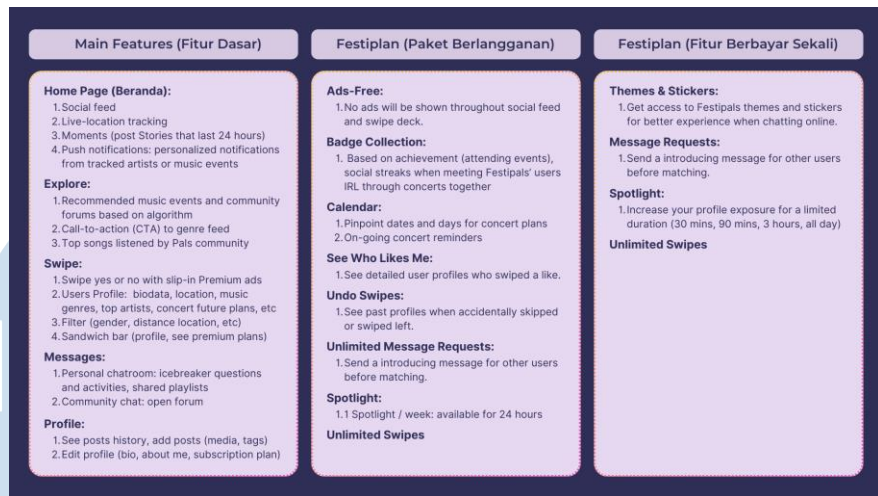 Main Features (Fitur Dasar)
Home Page (Beranda):
1. Social feed
2. Live-location tracking
3. Moments (post Stories that last 24 hours)
4. Push notifications: personalized notifications
from tracked artists or music events
Explore:
1. Recommended music events and community
forums based on algorithm
2. Call-to-action (CTA) to genre feed
3. Top songs listened by Pals community
Swipe:
1. Swipe yes or no with slip-in Premium ads
2. Users Profile: biodata, location, music
genres, top artists, concert future plans, etc
3. Filter (gender, distance location, etc)
4. Sandwich bar (profile, see premium plans)
Messages:
1. Personal chatroom: icebreaker questions
and activities, shared playlists
2. Community chat: open forum
Profile:
1. See posts history, add posts (media, tags)
2. Edit profile (bio, about me, subscription plan)
Festiplan (Paket Berlangganan)
Ads-Free:
1. No ads will be shown throughout social feed
and swipe deck.
Badge Collection:
1. Based on achievement (attending events),
social streaks when meeting Festipals' users
IRL through concerts together
Calendar:
1. Pinpoint dates and days for concert plans
2. On-going concert reminders
See Who Likes Me:
1. See detailed user profiles who swiped a like.
Undo Swipes:
1. See past profiles when accidentally skipped
or swiped left.
Unlimited Message Requests:
1. Send a introducing message for other users
before matching.
Spotlight:
1. 1 Spotlight / week: available for 24 hours
Unlimited Swipes
Festiplan (Fitur Berbayar Sekali)
Themes & Stickers:
1. Get access to Festipals themes and stickers
for better experience when chatting online.
Message Requests:
1. Send a introducing message for other users
before matching.
Spotlight:
1. Increase your profile exposure for a limited
duration (30 mins, 90 mins, 3 hours, all day)
Unlimited Swipes